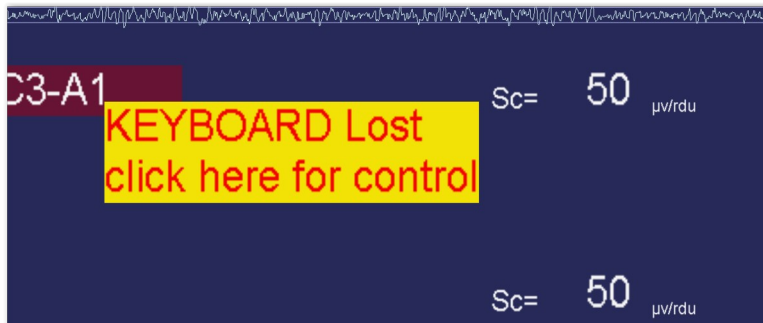 C3-A1
Sc= 50 µv/rdu
KEYBOARD Lost
click here for control
Sc= 50 µv/rdu